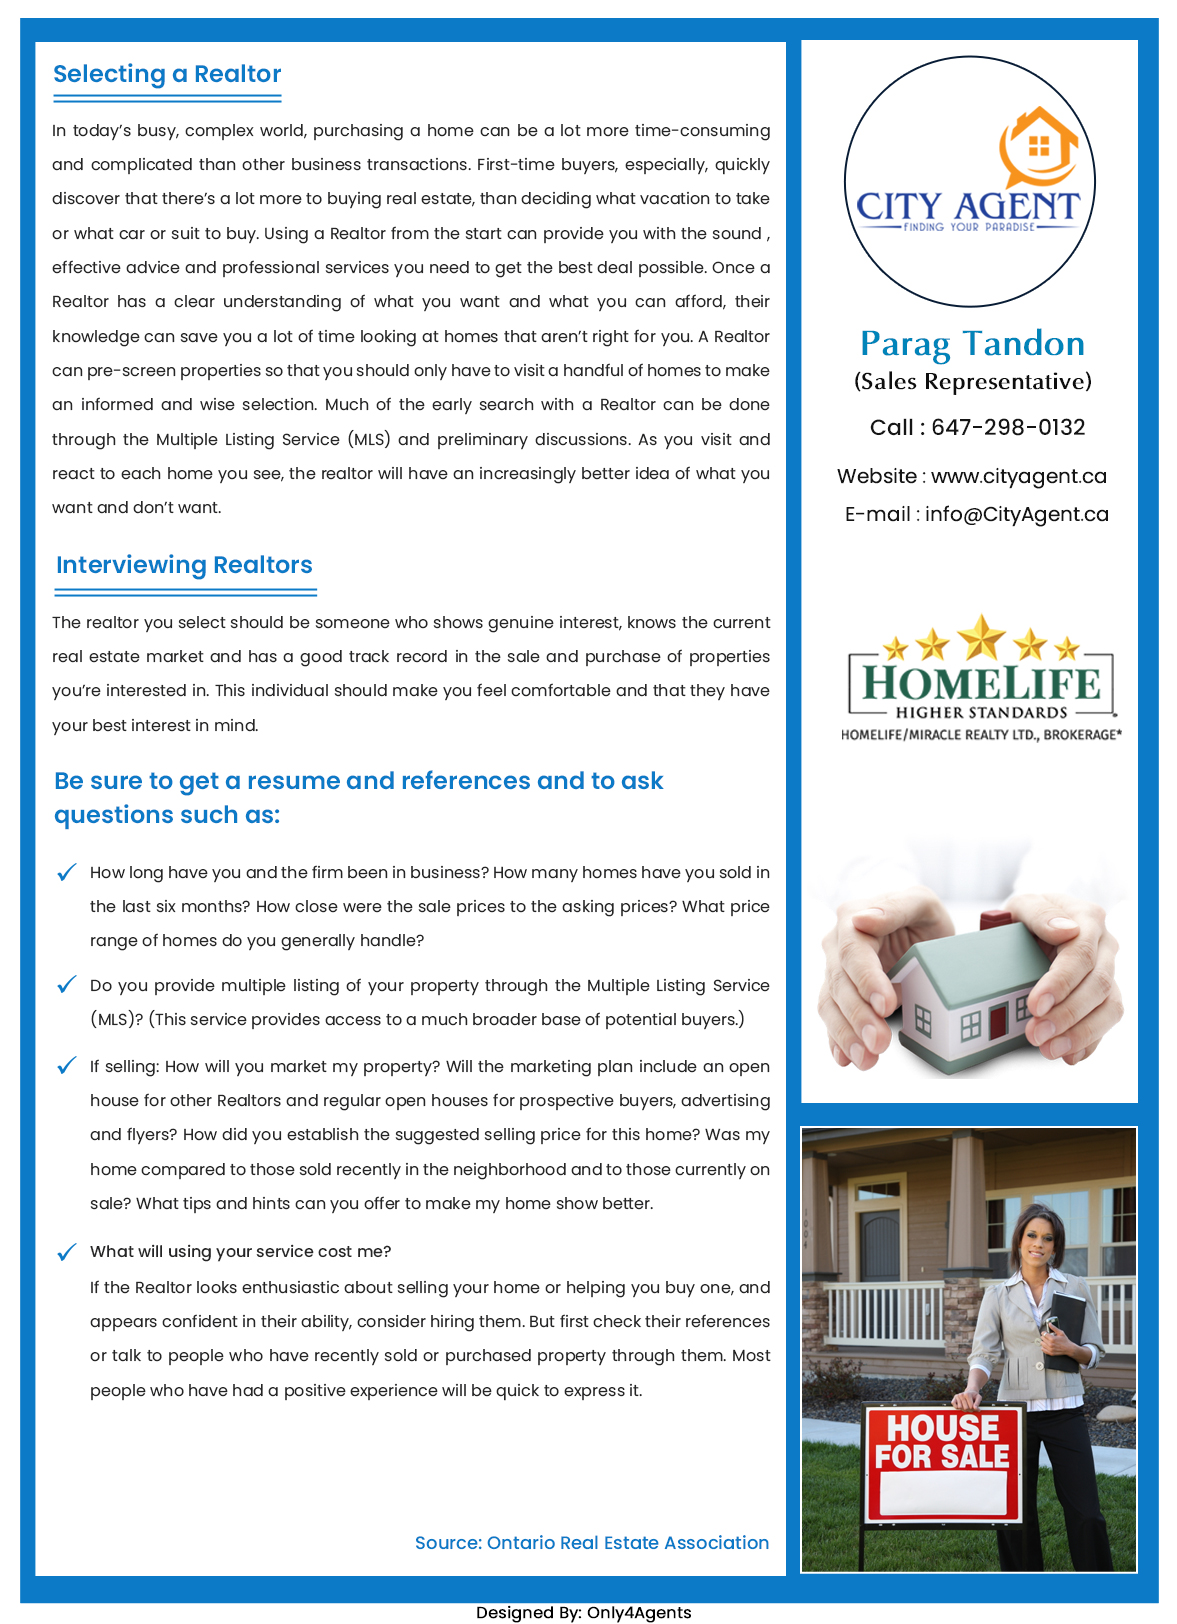 Selecting a Realtor
In today’s busy, complex world, purchasing a home can be a lot more time-consuming
and complicated than other business transactions. First-time buyers, especially, quickly
discover that there’s a lot more to buying real estate, than deciding what vacation to take
or what car or suit to buy. Using a Realtor from the start can provide you with the sound ,
effective advice and professional services you need to get the best deal possible. Once a
Realtor has a clear understanding of what you want and what you can afford, their
knowledge can save you a lot of time looking at homes that aren’t right for you. A Realtor
can pre-screen properties so that you should only have to visit a handful of homes to make
an informed and wise selection. Much of the early search with a Realtor can be done
through the Multiple Listing Service (MLS) and preliminary discussions. As you visit and
react to each home you see, the realtor will have an increasingly better idea of what you
want and don’t want.
Interviewing Realtors
The realtor you select should be someone who shows genuine interest, knows the current
real estate market and has a good track record in the sale and purchase of properties
you’re interested in. This individual should make you feel comfortable and that they have
your best interest in mind.
Be sure to get a resume and references and to ask
questions such as:
How long have you and the firm been in business? How many homes have you sold in
the last six months? How close were the sale prices to the asking prices? What price
range of homes do you generally handle?
Do you provide multiple listing of your property through the Multiple Listing Service
(MLS)? (This service provides access to a much broader base of potential buyers.)
If selling: How will you market my property? Will the marketing plan include an open
house for other Realtors and regular open houses for prospective buyers, advertising
and flyers? How did you establish the suggested selling price for this home? Was my
home compared to those sold recently in the neighborhood and to those currently on
sale? What tips and hints can you offer to make my home show better.
What will using your service cost me?
If the Realtor looks enthusiastic about selling your home or helping you buy one, and
appears confident in their ability, consider hiring them. But first check their references
or talk to people who have recently sold or purchased property through them. Most
people who have had a positive experience will be quick to express it.
Source: Ontario Real Estate Association
CITY AGENT
FINDING YOUR PARADISE
Parag Tandon
(Sales Representative)
Call : 647-298-0132
Website : www.cityagent.ca
E-mail : info@CityAgent.ca
HOMELIFE
HIGHER STANDARDS
HOMELIFE/MIRACLE REALTY LTD., BROKERAGE*
1004
HOUSE
FOR SALE
Designed By: Only4Agents